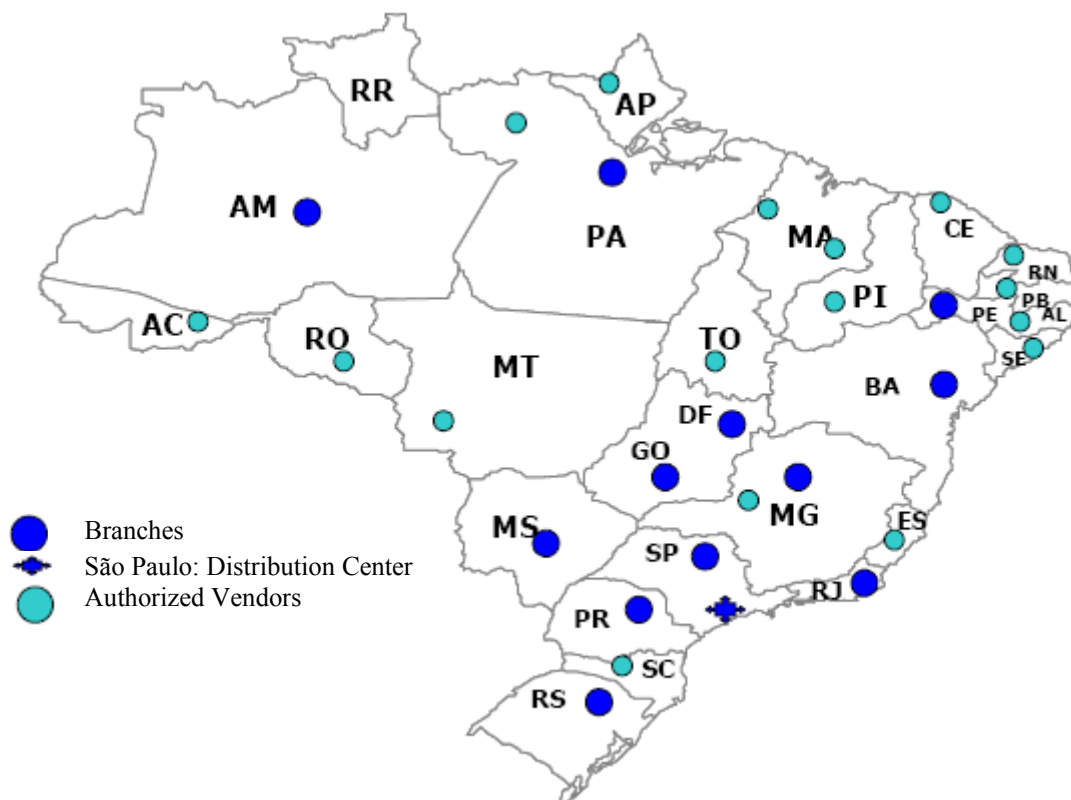 RR
AP
AM
PA
MA
CE
RN
PI
PB
PE
AL
AC
RO
TO
MT
SE
BA
DF
GO
MS
MG
ES
SP
RJ
PR
SC
RS
Branches
São Paulo: Distribution Center
Authorized Vendors